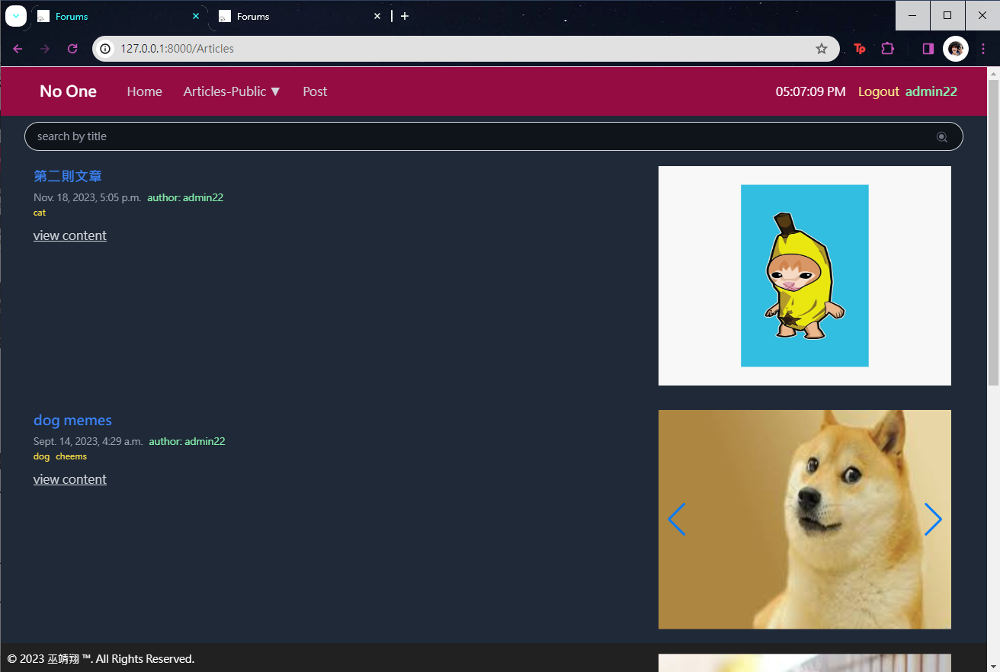 Forums
Forums
127.0.0.1:8000/Articles
Tp
No One Home Articles-Public ▼ Post 05:07:09 PM Logout admin22
search by title
第二則文章
Nov. 18, 2023, 5:05 p.m. author: admin22
cat
view content
dog memes
Sept. 14, 2023, 4:29 a.m. author: admin22
dog cheems
view content
© 2023 巫靖翔 ™. All Rights Reserved.